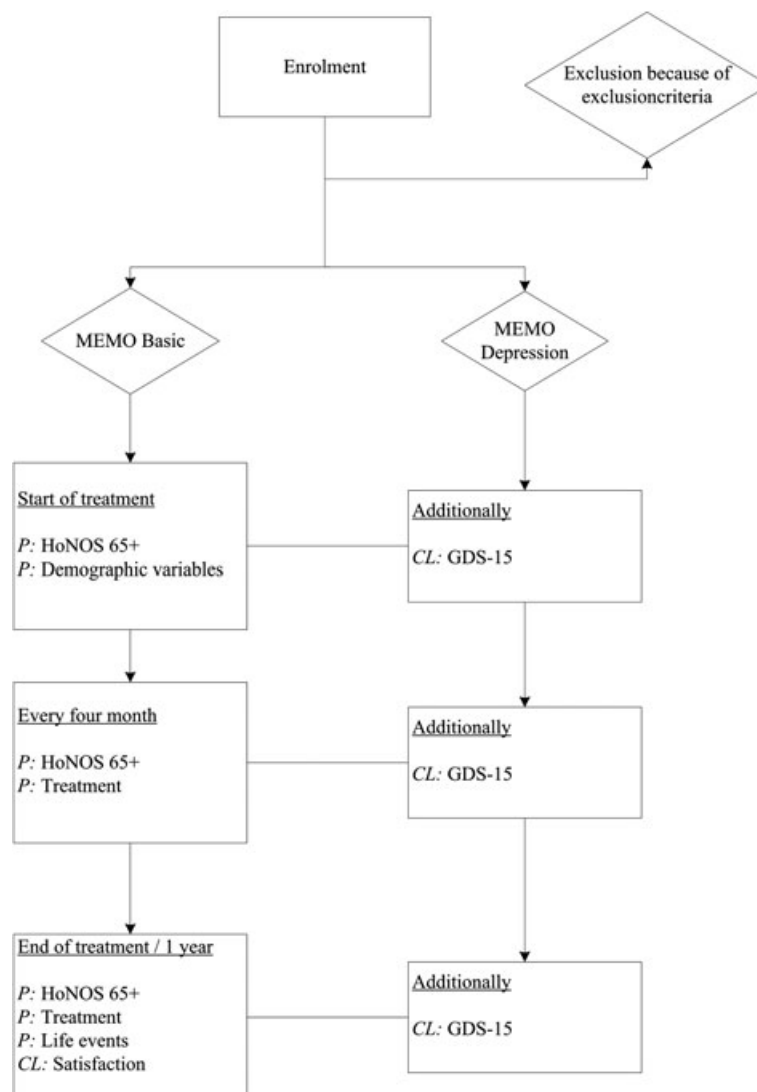 Enrolment
Exclusion because of
exclusioncriteria
MEMO Basic
MEMO
Depression
Start of treatment
P: HoNOS 65+
P: Demographic variables
Additionally
CL: GDS-15
Every four month
P: HoNOS 65+
P: Treatment
Additionally
CL: GDS-15
End of treatment / 1 year
P: HoNOS 65+
P: Treatment
P: Life events
CL: Satisfaction
Additionally
CL: GDS-15